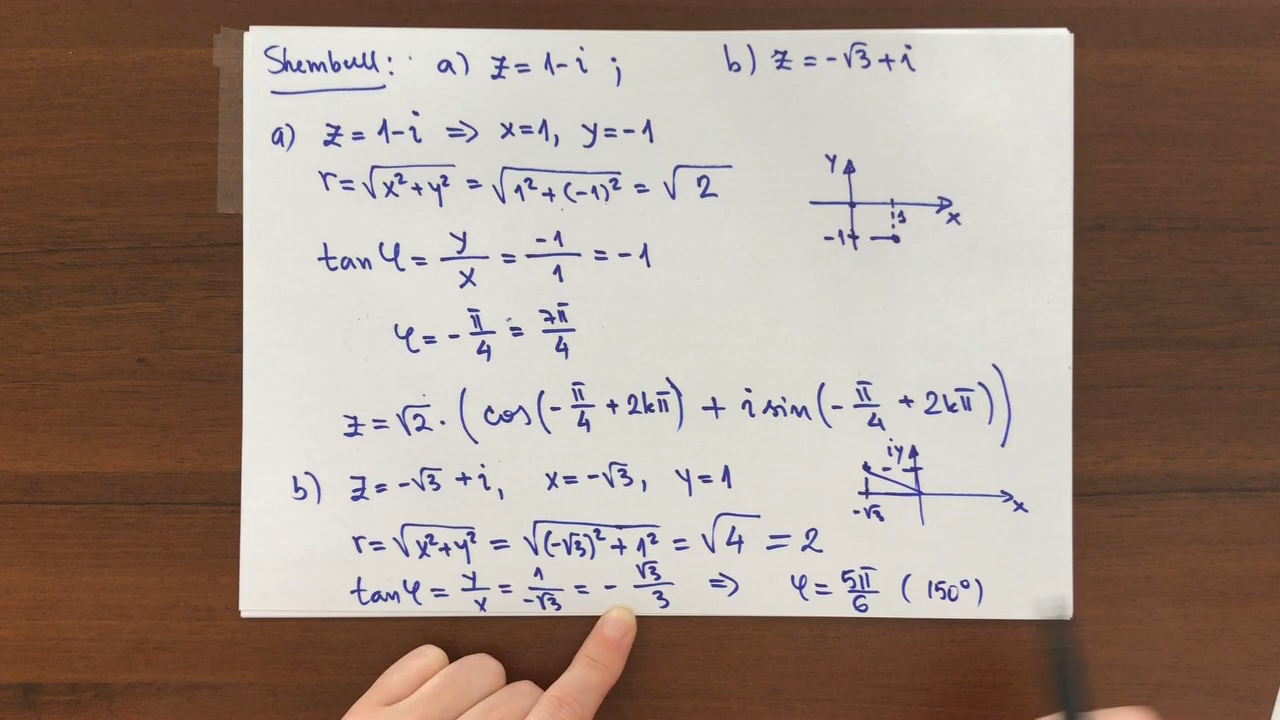 Shembull: a) z = 1 - i ; b) z = -√3 + i
a) z = 1 - i ⇒ x = 1, y = -1
r = √(x² + y²) = √(1² + (-1)²) = √2
y
1
x
-1
tan φ = y/x = -1/1 = -1
φ = -π/4 = 7π/4
z = √2 · (cos(-π/4 + 2kπ) + i sin(-π/4 + 2kπ))
b) z = -√3 + i, x = -√3, y = 1
iy
-√3
x
r = √(x² + y²) = √((-√3)² + 1²) = √4 = 2
tan φ = y/x = 1/-√3 = -√3/3 ⇒ φ = 5π/6 (150°)